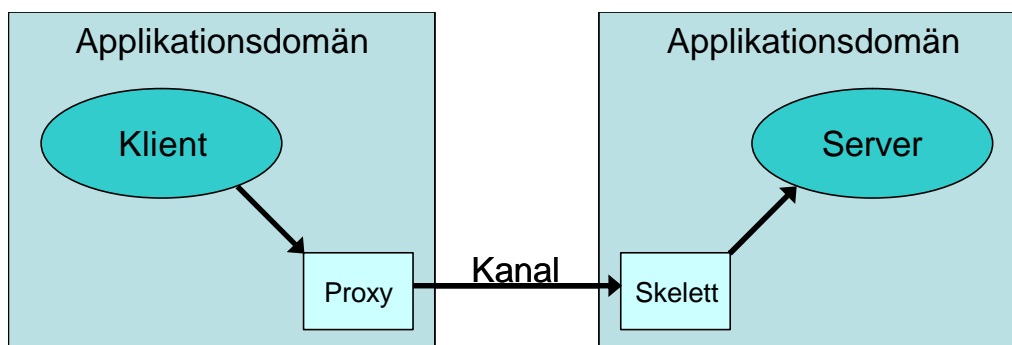 Applikationsdomän
Klient
Proxy
Kanal
Applikationsdomän
Server
Skelett